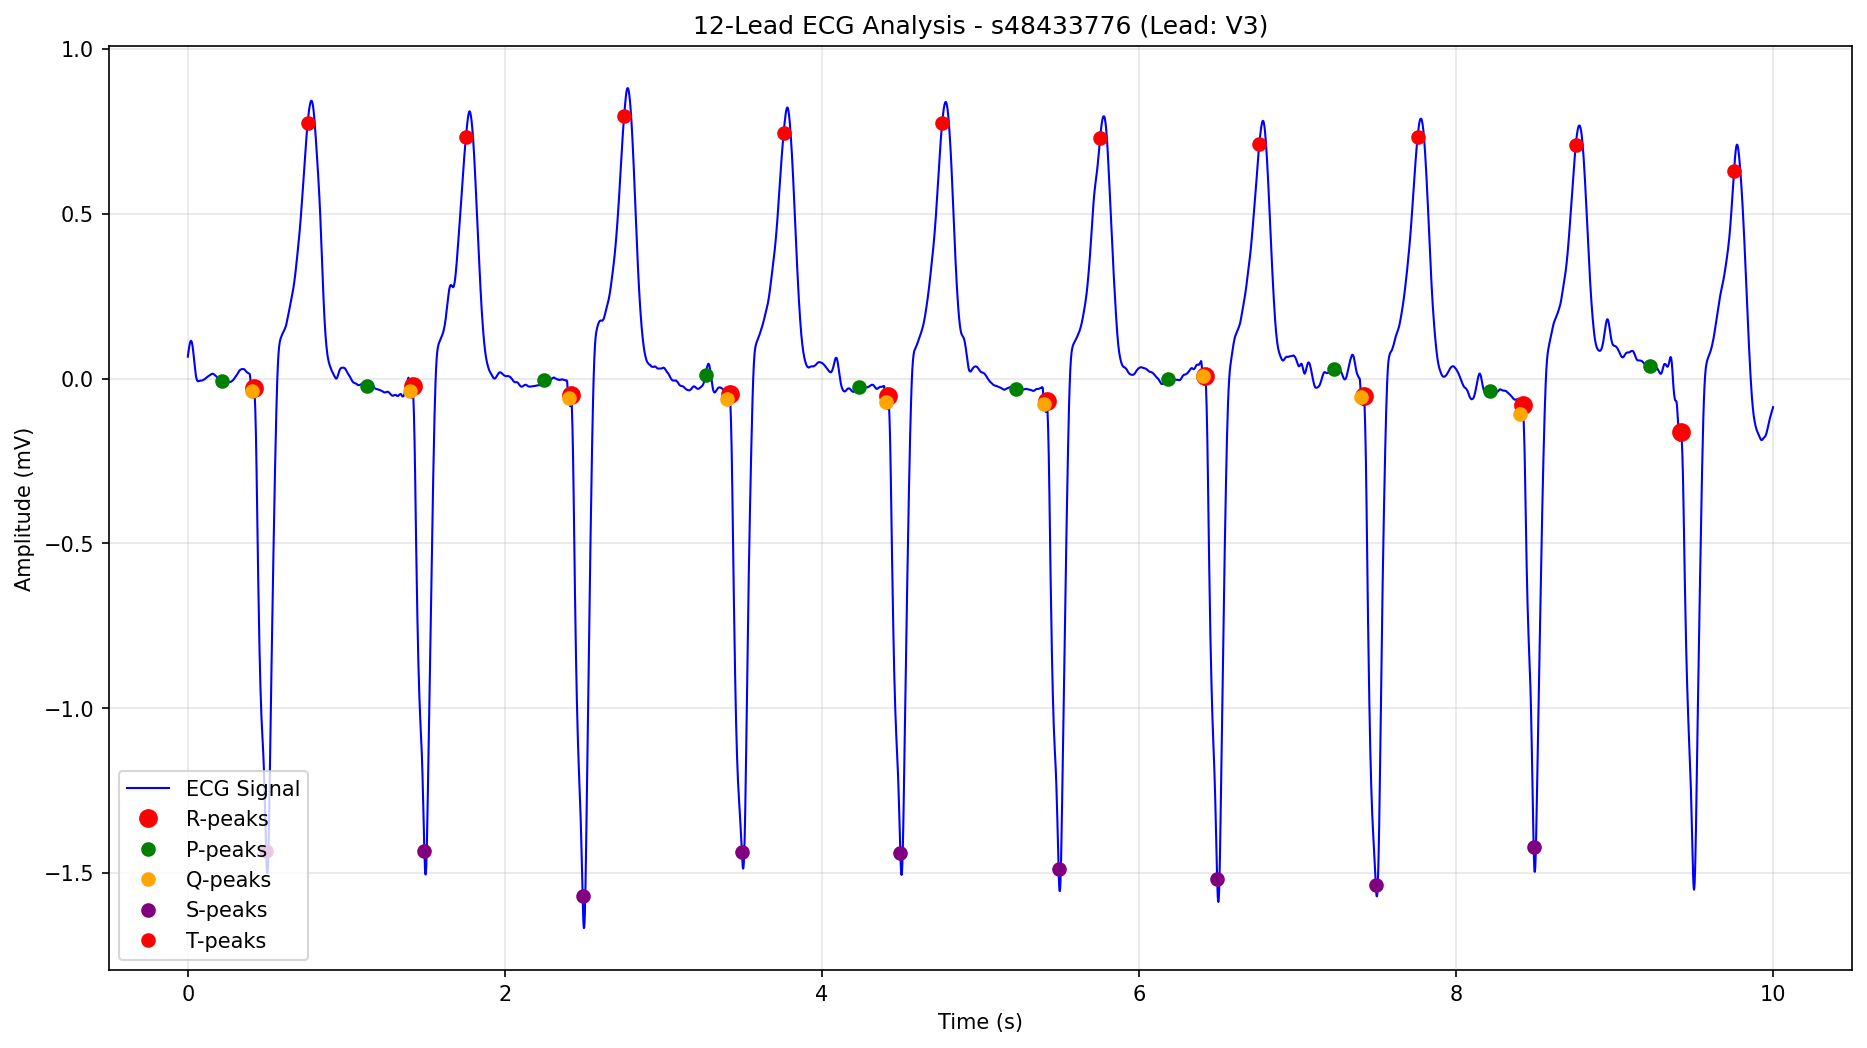 12-Lead ECG Analysis - s48433776 (Lead: V3)
1.0
0.5
0.0
−0.5
−1.0
−1.5
Amplitude (mV)
ECG Signal
R-peaks
P-peaks
Q-peaks
S-peaks
T-peaks
0
2
4
6
8
10
Time (s)